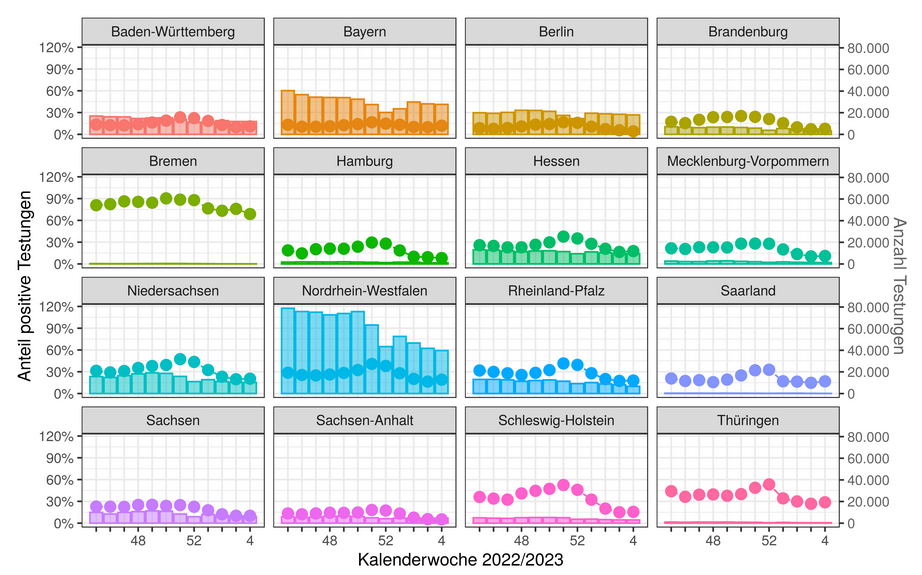 Baden-Württemberg Bayern Berlin Brandenburg
120% 80.000
90% 60.000
60% 40.000
30% 20.000
0% 0
Bremen Hamburg Hessen Mecklenburg-Vorpommern
120% 80.000
90% 60.000
60% 40.000
30% 20.000
0% 0
Niedersachsen Nordrhein-Westfalen Rheinland-Pfalz Saarland
120% 80.000
90% 60.000
60% 40.000
30% 20.000
0% 0
Sachsen Sachsen-Anhalt Schleswig-Holstein Thüringen
120% 80.000
90% 60.000
60% 40.000
30% 20.000
0% 0
48 52 4 48 52 4 48 52 4 48 52 4
Kalenderwoche 2022/2023
Anteil positive Testungen
Anzahl Testungen